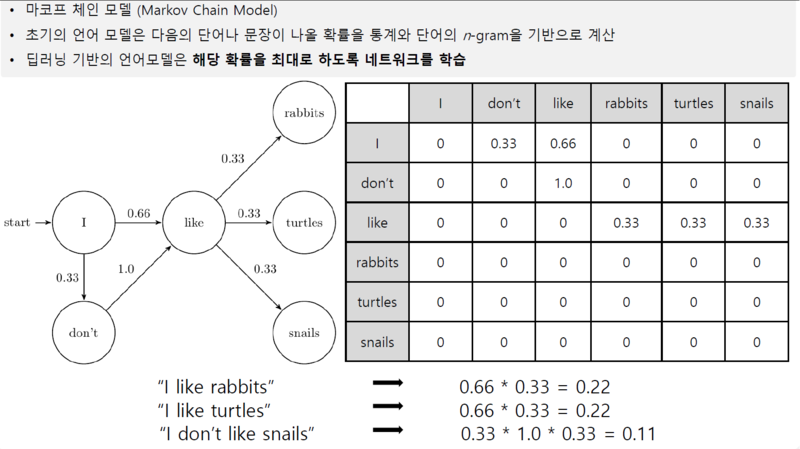 • 마코프 체인 모델 (Markov Chain Model)
• 초기의 언어 모델은 다음의 단어나 문장이 나올 확률을 통계와 단어의 n-gram을 기반으로 계산
• 딥러닝 기반의 언어모델은 해당 확률을 최대로 하도록 네트워크를 학습
rabbits
0.33
start
I
0.66
like
0.33
turtles
0.33
1.0
0.33
don't
snails
I don't like rabbits turtles snails
I 0 0.33 0.66 0 0 0
don't 0 0 1.0 0 0 0
like 0 0 0 0.33 0.33 0.33
rabbits 0 0 0 0 0 0
turtles 0 0 0 0 0 0
snails 0 0 0 0 0 0
"I like rabbits" → 0.66 * 0.33 = 0.22
"I like turtles" → 0.66 * 0.33 = 0.22
"I don't like snails" → 0.33 * 1.0 * 0.33 = 0.11